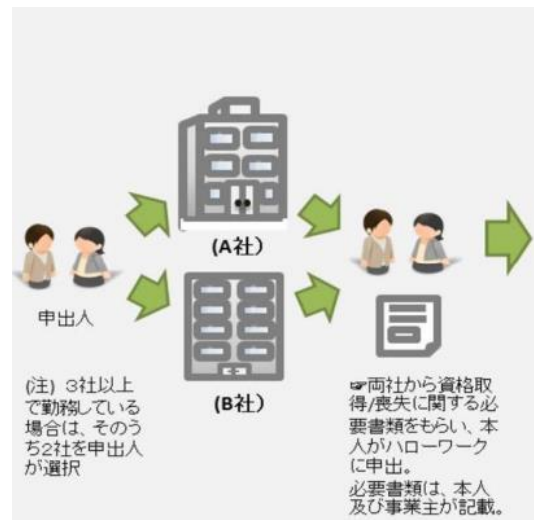 (A社)
申出人
(B社)
(注) 3社以上
で勤務している
場合は、そのう
ち2社を申出人
が選択
☞両社から資格取
得/喪失に関する必
要書類をもらい、本
人がハローワーク
に申出。
必要書類は、本人
及び事業主が記載。